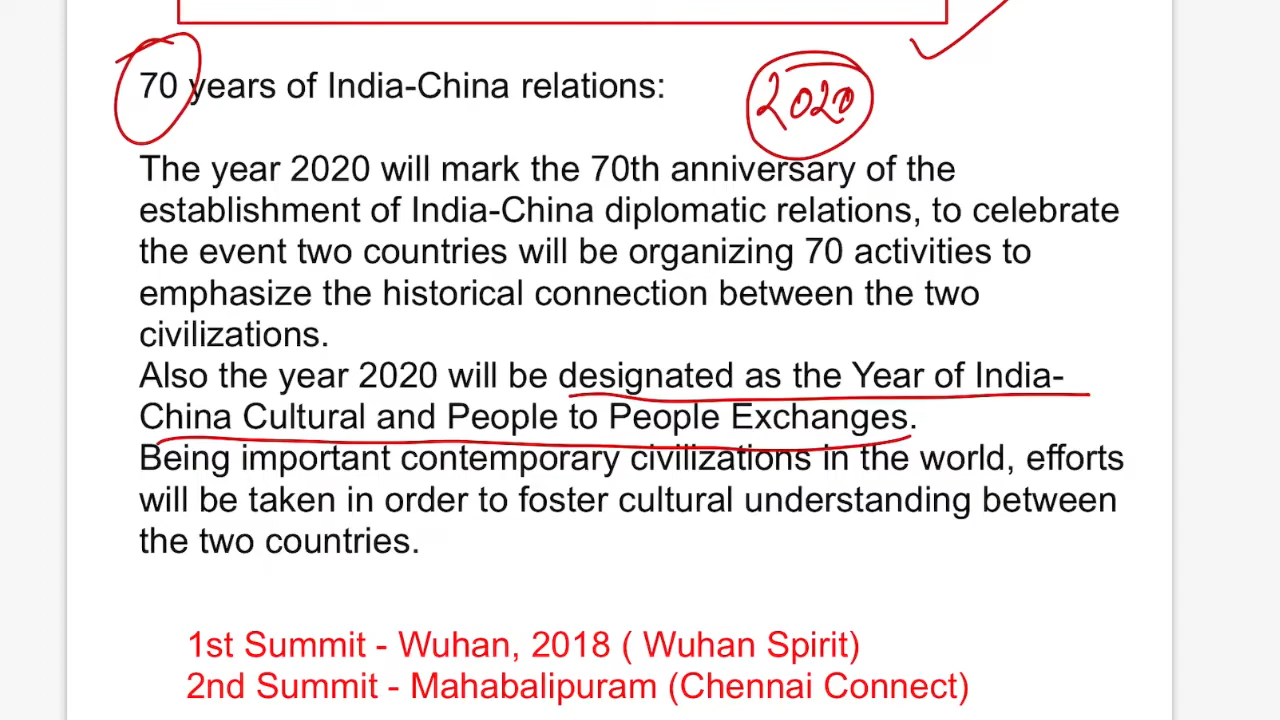 70 years of India-China relations:
2020
The year 2020 will mark the 70th anniversary of the
establishment of India-China diplomatic relations, to celebrate
the event two countries will be organizing 70 activities to
emphasize the historical connection between the two
civilizations.
Also the year 2020 will be designated as the Year of India-
China Cultural and People to People Exchanges.
Being important contemporary civilizations in the world, efforts
will be taken in order to foster cultural understanding between
the two countries.
1st Summit - Wuhan, 2018 ( Wuhan Spirit)
2nd Summit - Mahabalipuram (Chennai Connect)